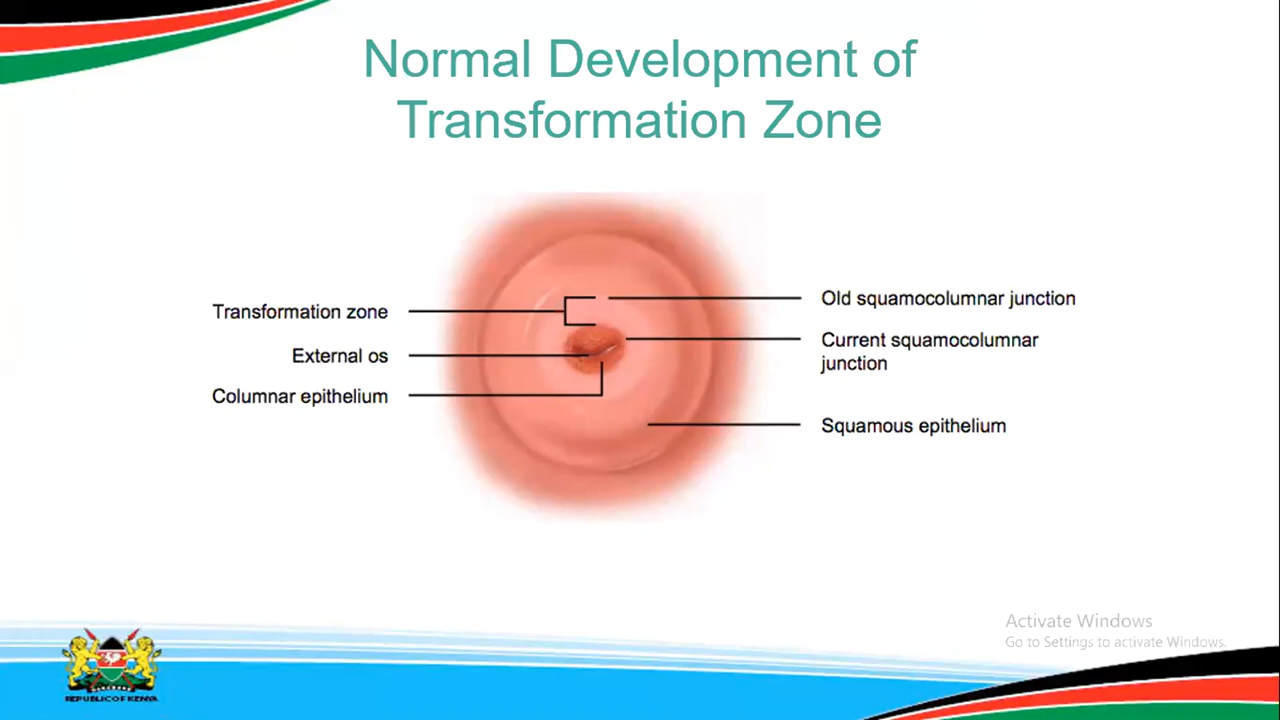 Normal Development of
Transformation Zone
Transformation zone
External os
Columnar epithelium
Old squamocolumnar junction
Current squamocolumnar
junction
Squamous epithelium
Activate Windows
Go to Settings to activate Windows.
REPUBLIC OF KENYA